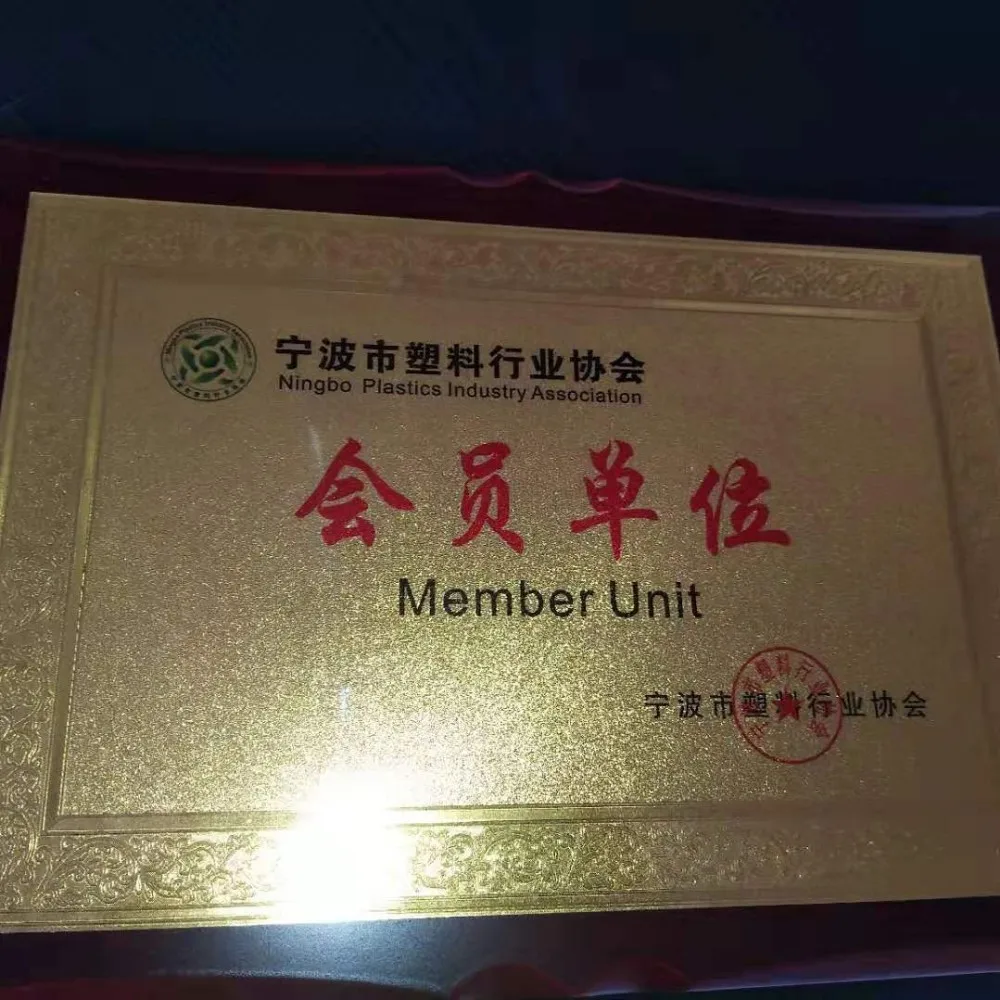 宁波市塑料行业协会
Ningbo Plastics Industry Association
会员单位
Member Unit
宁波市塑料行业协会